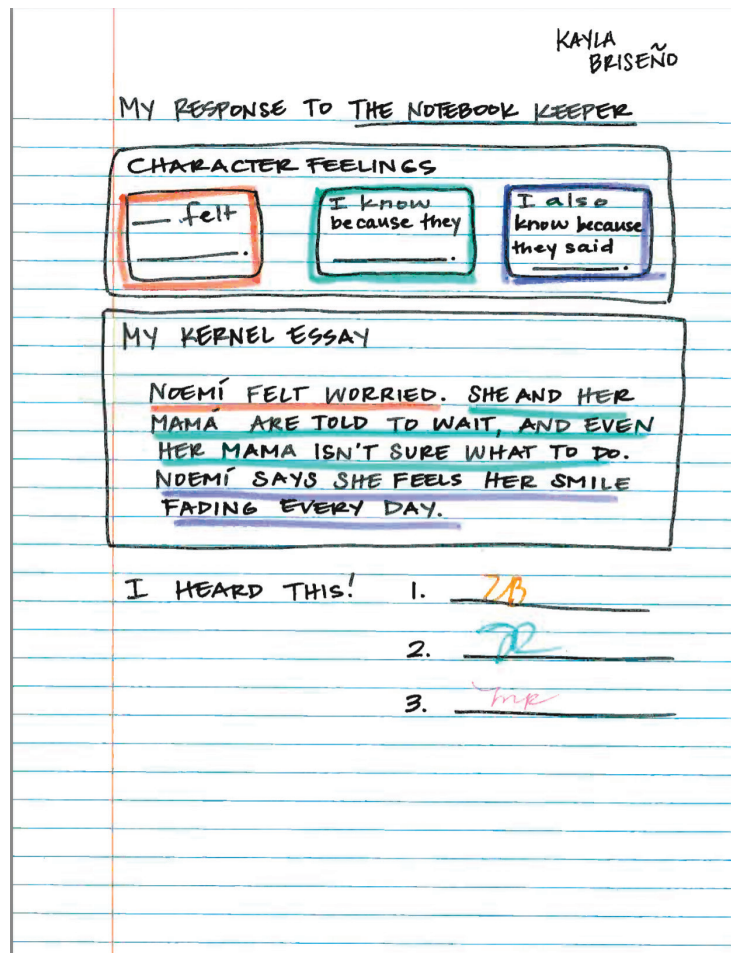 KAYLA
BRISEÑO
MY RESPONSE TO THE NOTEBOOK KEEPER
CHARACTER FEELINGS
___ felt
___.
I know
because they
___.
I also
know because
they said
___.
MY KERNEL ESSAY
NOEMÍ FELT WORRIED. SHE AND HER
MAMÁ ARE TOLD TO WAIT, AND EVEN
HER MAMA ISN'T SURE WHAT TO DO.
NOEMÍ SAYS SHE FEELS HER SMILE
FADING EVERY DAY.
I HEARD THIS! 1.
2.
3.